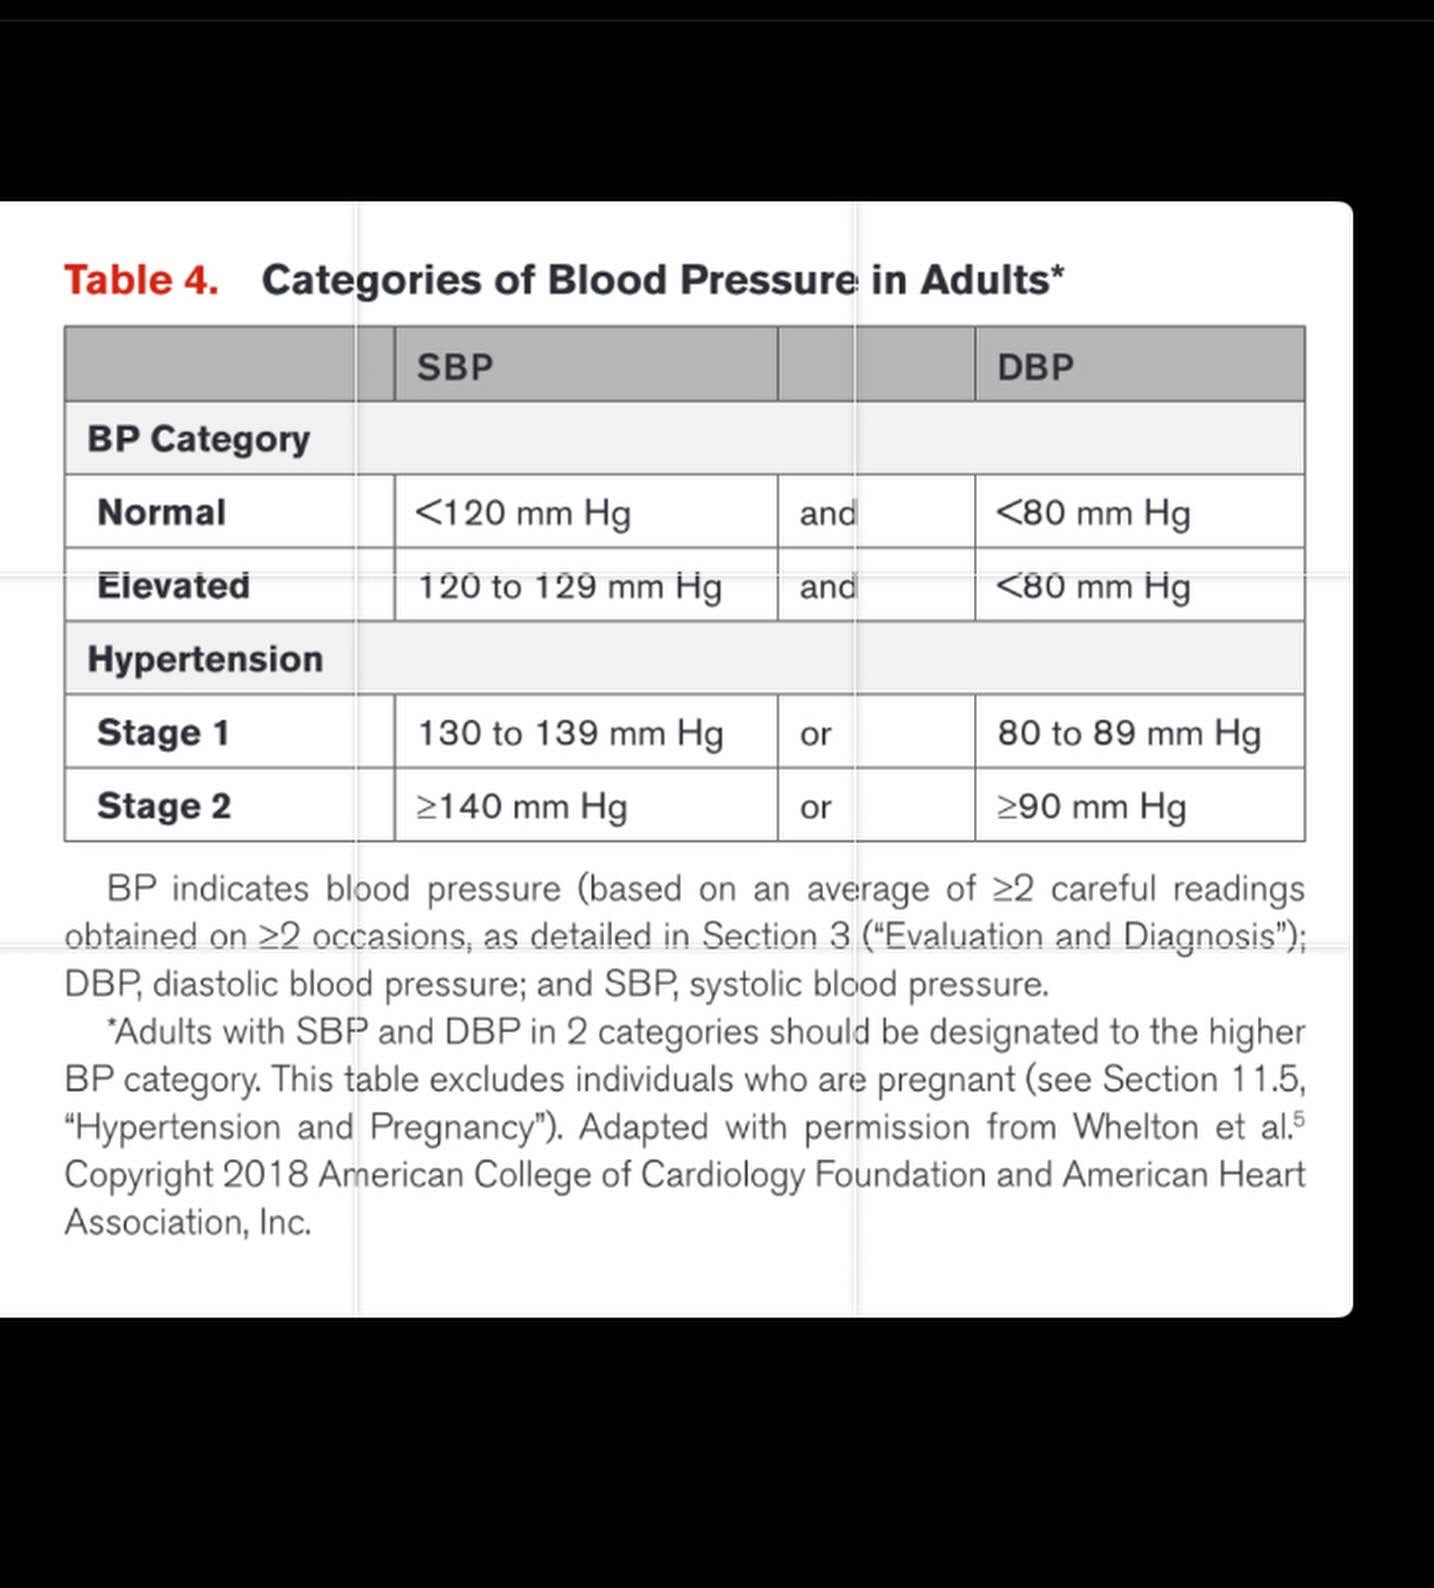 Table 4. Categories of Blood Pressure in Adults*
SBP DBP
BP Category
Normal <120 mm Hg and <80 mm Hg
Elevated 120 to 129 mm Hg and <80 mm Hg
Hypertension
Stage 1 130 to 139 mm Hg or 80 to 89 mm Hg
Stage 2 ≥140 mm Hg or ≥90 mm Hg
BP indicates blood pressure (based on an average of ≥2 careful readings
obtained on ≥2 occasions, as detailed in Section 3 (“Evaluation and Diagnosis”);
DBP, diastolic blood pressure; and SBP, systolic blood pressure.
*Adults with SBP and DBP in 2 categories should be designated to the higher
BP category. This table excludes individuals who are pregnant (see Section 11.5,
“Hypertension and Pregnancy”). Adapted with permission from Whelton et al.⁵
Copyright 2018 American College of Cardiology Foundation and American Heart
Association, Inc.